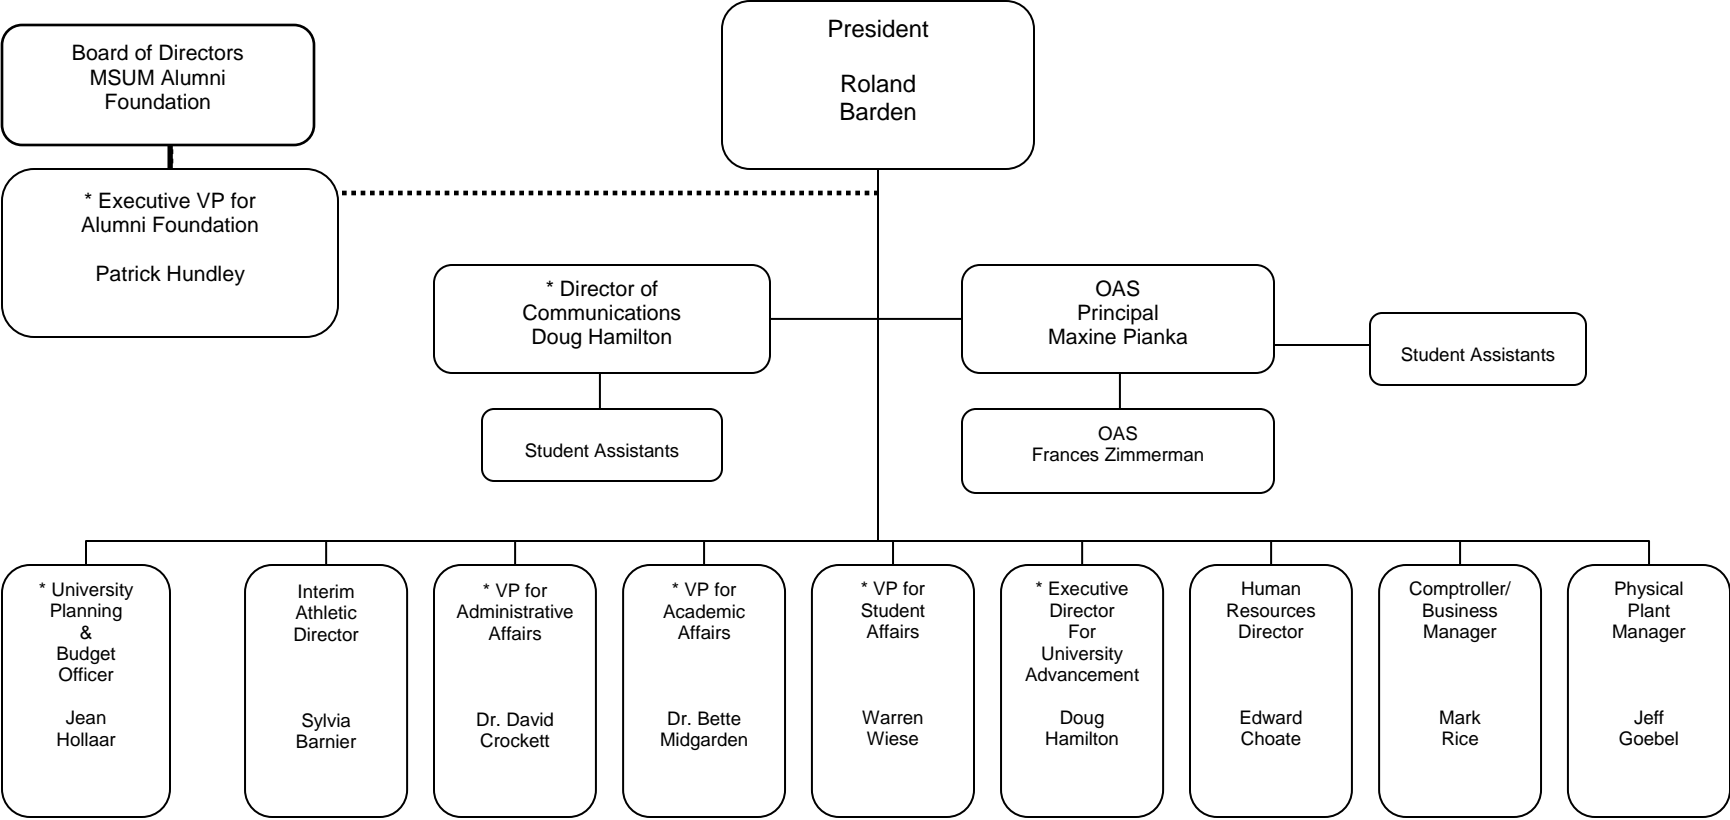 Board of Directors
MSUM Alumni
Foundation
President
Roland
Barden
* Executive VP for
Alumni Foundation
Patrick Hundley
* Director of
Communications
Doug Hamilton
OAS
Principal
Maxine Pianka
Student Assistants
Student Assistants
OAS
Frances Zimmerman
* University
Planning
&
Budget
Officer
Jean
Hollaar
Interim
Athletic
Director
Sylvia
Barnier
* VP for
Administrative
Affairs
Dr. David
Crockett
* VP for
Academic
Affairs
Dr. Bette
Midgarden
* VP for
Student
Affairs
Warren
Wiese
* Executive
Director
For
University
Advancement
Doug
Hamilton
Human
Resources
Director
Edward
Choate
Comptroller/
Business
Manager
Mark
Rice
Physical
Plant
Manager
Jeff
Goebel